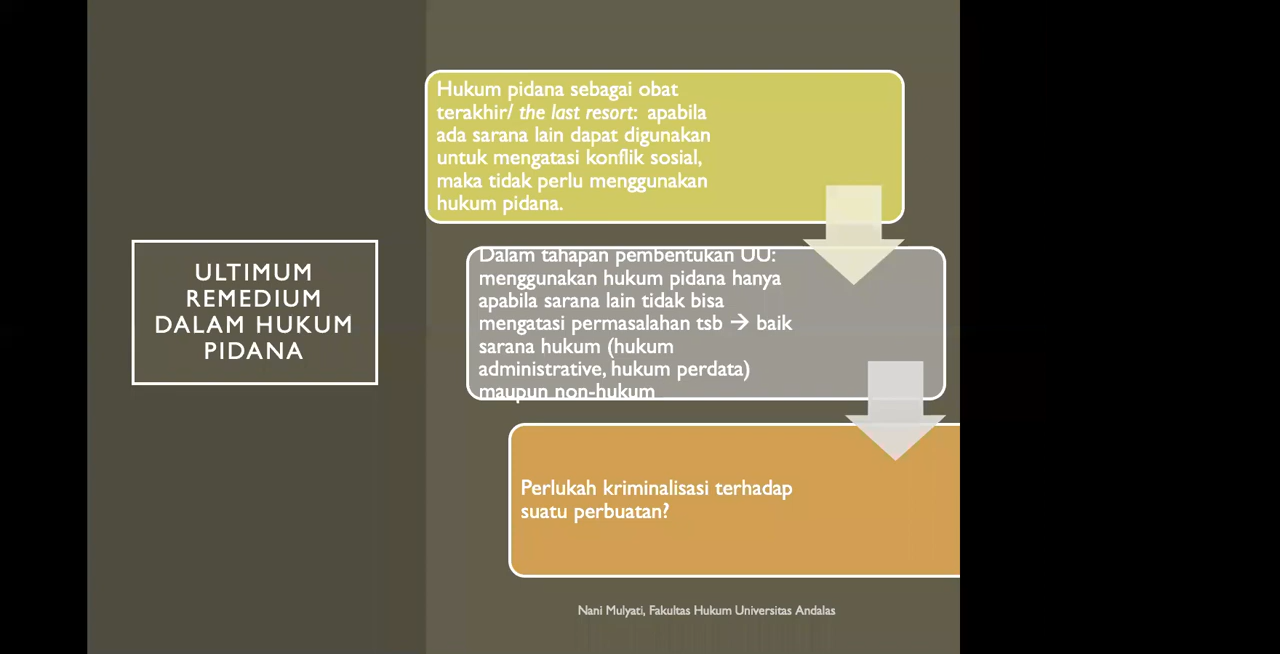 ULTIMUM
REMEDIUM
DALAM HUKUM
PIDANA
Hukum pidana sebagai obat
terakhir/ the last resort: apabila
ada sarana lain dapat digunakan
untuk mengatasi konflik sosial,
maka tidak perlu menggunakan
hukum pidana.
Dalam tahapan pembentukan UU:
menggunakan hukum pidana hanya
apabila sarana lain tidak bisa
mengatasi permasalahan tsb → baik
sarana hukum (hukum
administrative, hukum perdata)
maupun non-hukum
Perlukah kriminalisasi terhadap
suatu perbuatan?
Nani Mulyati, Fakultas Hukum Universitas Andalas